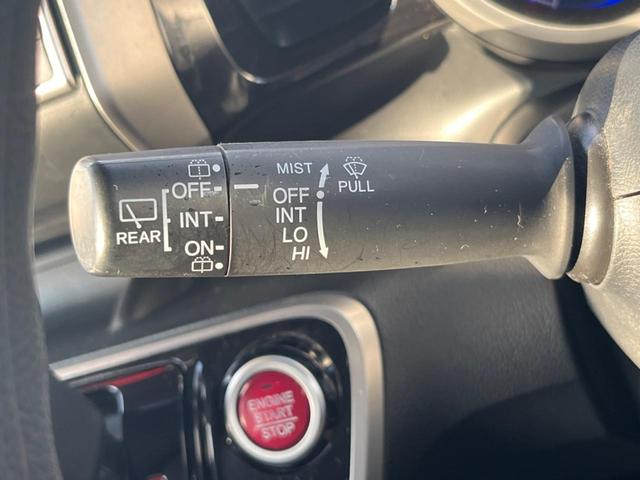 MIST
PULL
OFF
INT
LO
HI
REAR
OFF
INT
ON
ENGINE
START
STOP